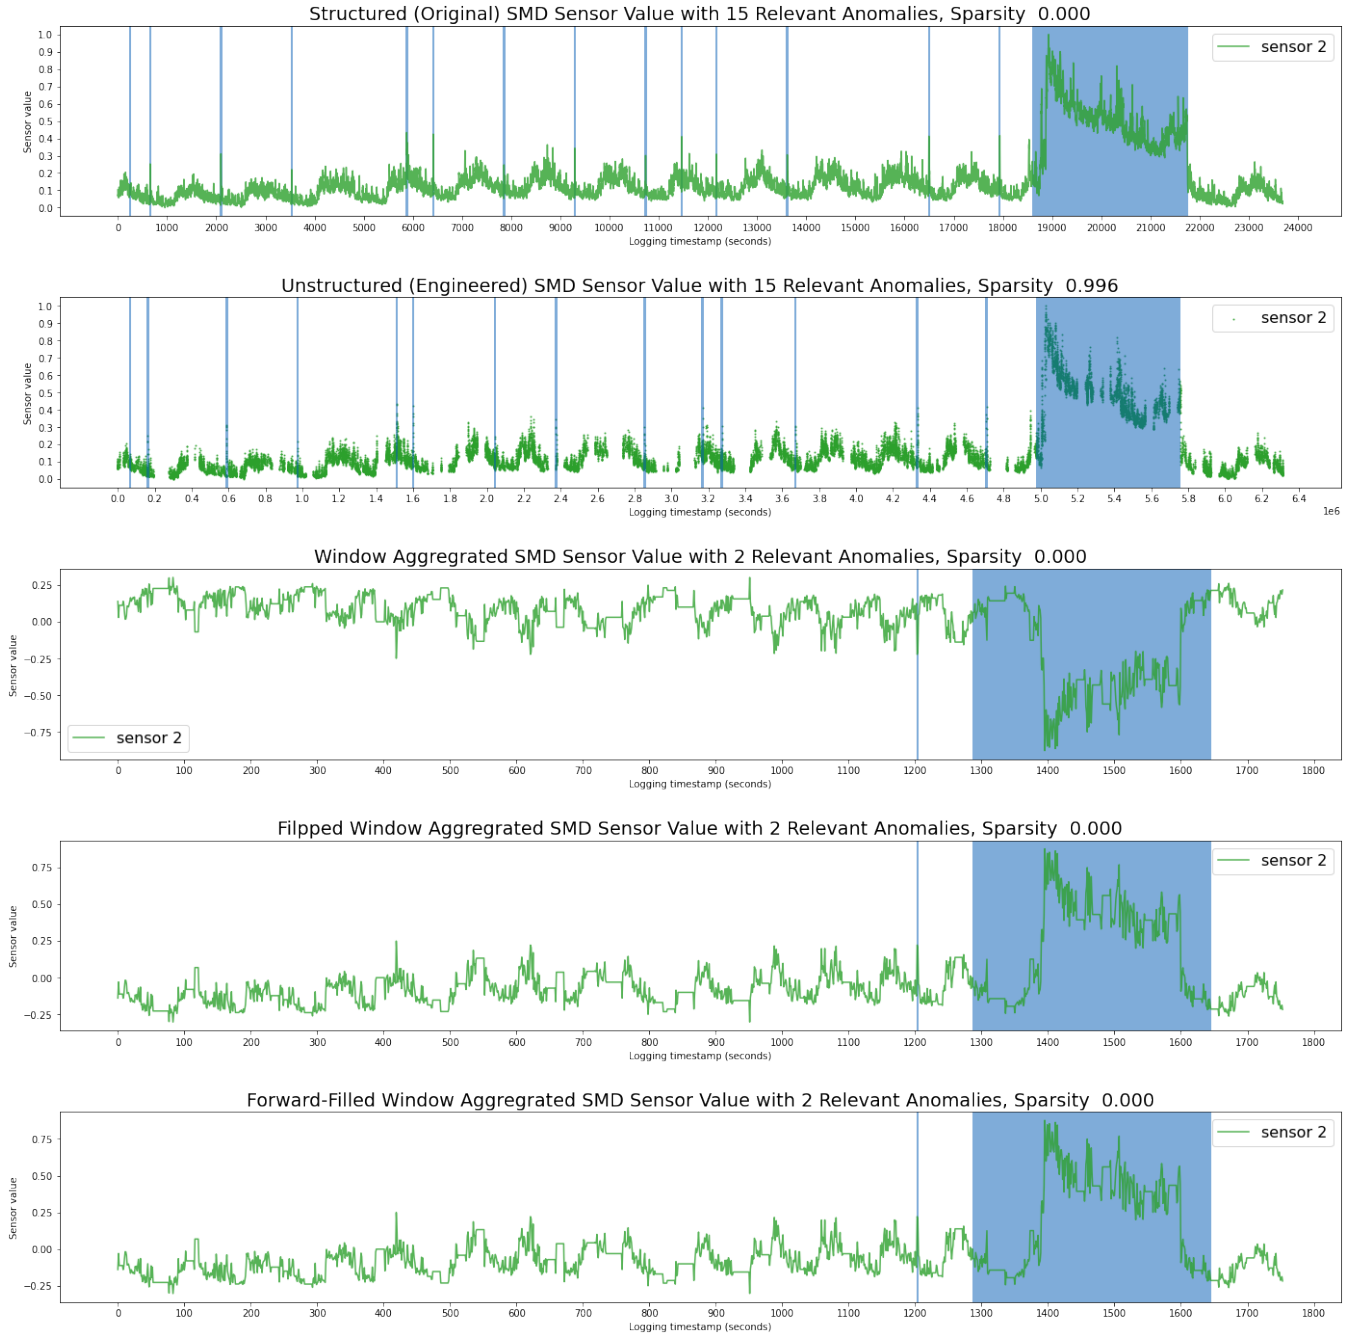 Structured (Original) SMD Sensor Value with 15 Relevant Anomalies, Sparsity 0.000
1.0
0.9
0.8
0.7
0.6
0.5
0.4
0.3
0.2
0.1
0.0
Sensor value
sensor 2
0 1000 2000 3000 4000 5000 6000 7000 8000 9000 10000 11000 12000 13000 14000 15000 16000 17000 18000 19000 20000 21000 22000 23000 24000
Logging timestamp (seconds)
Unstructured (Engineered) SMD Sensor Value with 15 Relevant Anomalies, Sparsity 0.996
1.0
0.9
0.8
0.7
0.6
0.5
0.4
0.3
0.2
0.1
0.0
Sensor value
sensor 2
0.0 0.2 0.4 0.6 0.8 1.0 1.2 1.4 1.6 1.8 2.0 2.2 2.4 2.6 2.8 3.0 3.2 3.4 3.6 3.8 4.0 4.2 4.4 4.6 4.8 5.0 5.2 5.4 5.6 5.8 6.0 6.2 6.4
Logging timestamp (seconds)
1e6
Window Aggregrated SMD Sensor Value with 2 Relevant Anomalies, Sparsity 0.000
0.25
0.00
−0.25
−0.50
−0.75
Sensor value
sensor 2
0 100 200 300 400 500 600 700 800 900 1000 1100 1200 1300 1400 1500 1600 1700 1800
Logging timestamp (seconds)
Filpped Window Aggregrated SMD Sensor Value with 2 Relevant Anomalies, Sparsity 0.000
0.75
0.50
0.25
0.00
−0.25
Sensor value
sensor 2
0 100 200 300 400 500 600 700 800 900 1000 1100 1200 1300 1400 1500 1600 1700 1800
Logging timestamp (seconds)
Forward-Filled Window Aggregrated SMD Sensor Value with 2 Relevant Anomalies, Sparsity 0.000
0.75
0.50
0.25
0.00
−0.25
Sensor value
sensor 2
0 100 200 300 400 500 600 700 800 900 1000 1100 1200 1300 1400 1500 1600 1700 1800
Logging timestamp (seconds)